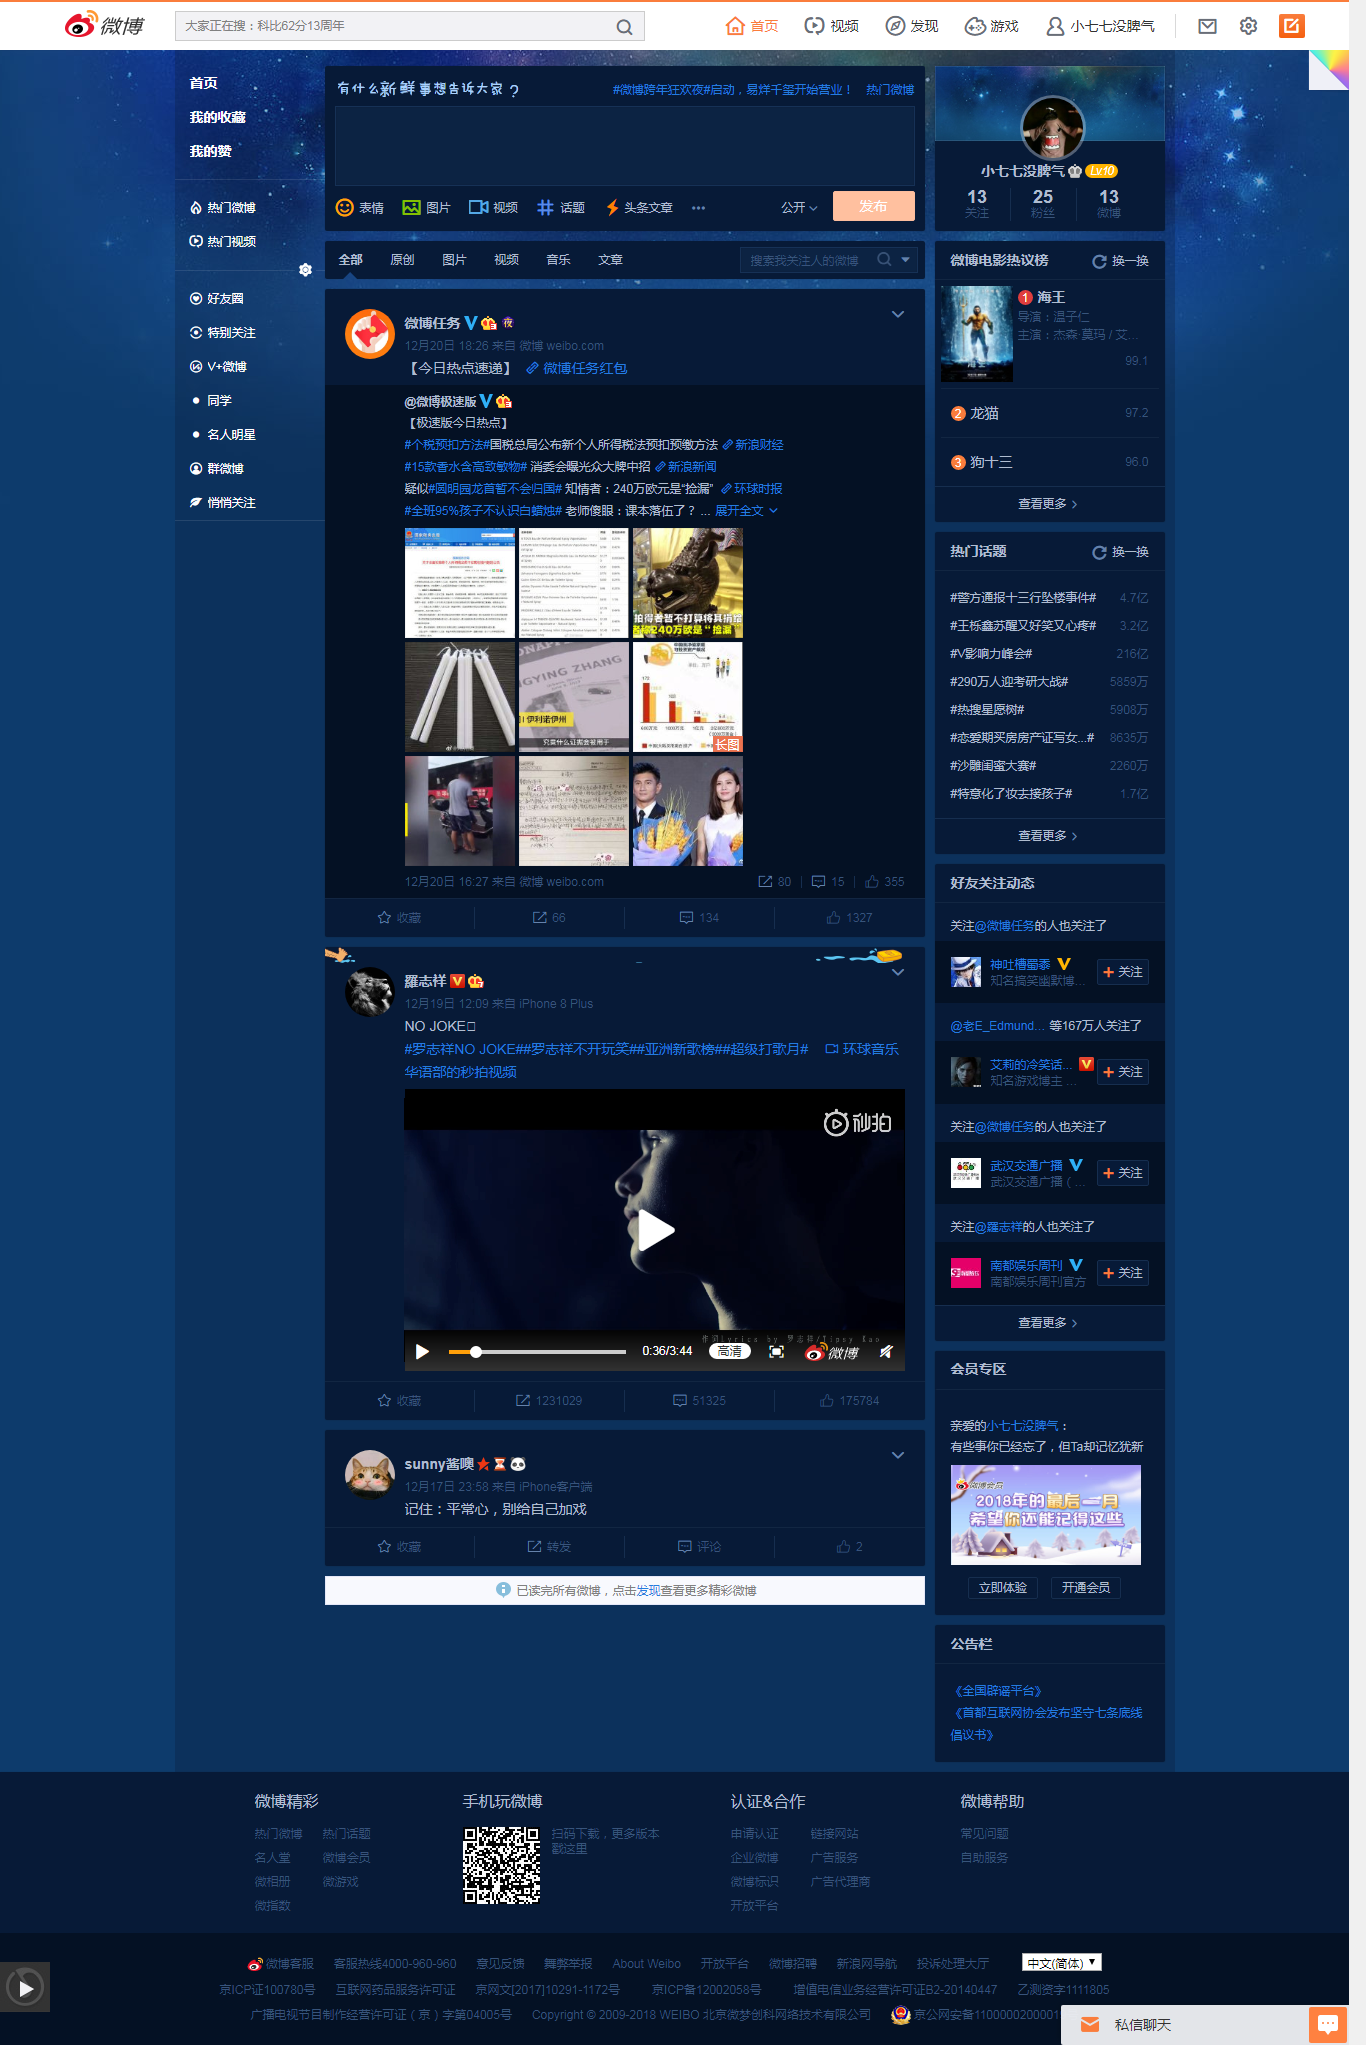 微博
大家正在搜：科比62分13周年
首页 视频 发现 游戏 小七七没脾气
首页
我的收藏
我的赞
热门微博
热门视频
好友圈
特别关注
V+微博
同学
名人明星
群微博
悄悄关注
有什么新鲜事想告诉大家？
#微博跨年狂欢夜#启动，易烊千玺开始营业！ 热门微博
表情 图片 视频 话题 头条文章 公开 发布
全部 原创 图片 视频 音乐 文章 搜索我关注人的微博
微博任务
12月20日 18:26 来自 微博 weibo.com
【今日热点速递】 微博任务红包
@微博极速版
【极速版今日热点】
#个税预扣方法#国税总局公布新个人所得税法预扣预缴方法 新浪财经
#15款香水含高致敏物# 消委会曝光众大牌中招 新浪新闻
疑似#圆明园龙首暂不会归国# 知情者：240万欧元是“捡漏” 环球时报
#全班95%孩子不认识白蜡烛# 老师傻眼：课本落伍了？ ... 展开全文
拍得者暂不打算将其捐赠
称240万欧是“捡漏”
NGYING ZHANG
伊利诺伊州
长图
12月20日 16:27 来自 微博 weibo.com
80 15 355
收藏 66 134 1327
羅志祥
12月19日 12:09 来自 iPhone 8 Plus
NO JOKE
#罗志祥NO JOKE##罗志祥不开玩笑##亚洲新歌榜##超级打歌月# 环球音乐
华语部的秒拍视频
秒拍
作词Lyrics by 罗志祥/Tipsy Kao
0:36/3:44 高清 微博
收藏 1231029 51325 175784
sunny酱噢
12月17日 23:58 来自 iPhone客户端
记住：平常心，别给自己加戏
收藏 转发 评论 2
已读完所有微博，点击发现查看更多精彩微博
小七七没脾气 Lv.10
13 25 13
关注 粉丝 微博
微博电影热议榜 换一换
1 海王
导演：温子仁
主演：杰森 莫玛 / 艾...
99.1
海王
2 龙猫 97.2
3 狗十三 96.0
查看更多
热门话题 换一换
#警方通报十三行坠楼事件# 4.7亿
#王栎鑫苏醒又好笑又心疼# 3.2亿
#V影响力峰会# 216亿
#290万人迎考研大战# 5859万
#热搜星愿树# 5908万
#恋爱期买房房产证写女...# 8635万
#沙雕闺蜜大赛# 2260万
#特意化了妆去接孩子# 1.7亿
查看更多
好友关注动态
关注@微博任务的人也关注了
神吐槽蜀黍
知名搞笑幽默博...
+ 关注
@老E_Edmund... 等167万人关注了
艾莉的冷笑话...
知名游戏博主 ...
+ 关注
关注@微博任务的人也关注了
武汉交通广播
武汉交通广播（...
+ 关注
关注@羅志祥的人也关注了
南都娱乐周刊
南都娱乐周刊官方
+ 关注
查看更多
会员专区
亲爱的小七七没脾气：
有些事你已经忘了，但Ta却记忆犹新
微博会员
2018年的最后一月
希望你还能记得这些
立即体验 开通会员
公告栏
《全国辟谣平台》
《首都互联网协会发布坚守七条底线
倡议书》
微博精彩 手机玩微博 认证&合作 微博帮助
热门微博 热门话题 扫码下载，更多版本 申请认证 链接网站 常见问题
戳这里
名人堂 微博会员 企业微博 广告服务 自助服务
微相册 微游戏 微博标识 广告代理商
微指数 开放平台
微博客服 客服热线4000-960-960 意见反馈 舞弊举报 About Weibo 开放平台 微博招聘 新浪网导航 投诉处理大厅 中文(简体)
京ICP证100780号 互联网药品服务许可证 京网文[2017]10291-1172号 京ICP备12002058号 增值电信业务经营许可证B2-20140447 乙测资字1111805
广播电视节目制作经营许可证（京）字第04005号 Copyright © 2009-2018 WEIBO 北京微梦创科网络技术有限公司 京公网安备1100000200001
私信聊天